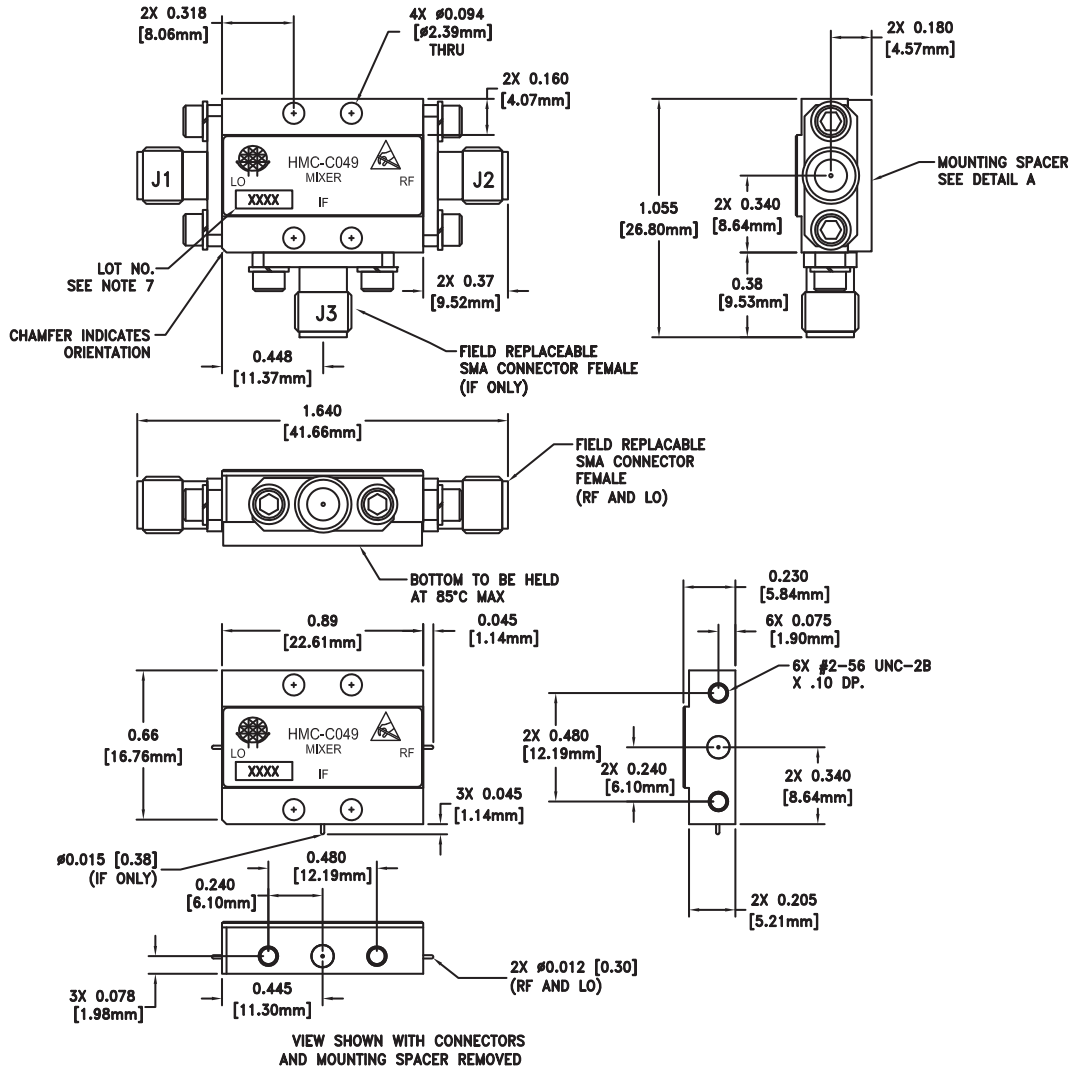 2X 0.318
[8.06mm]
4X ø0.094
[ø2.39mm]
THRU
2X 0.160
[4.07mm]
J1
LO
HMC-C049
MIXER
RF
J2
XXXX
IF
LOT NO.
SEE NOTE 7
CHAMFER INDICATES
ORIENTATION
2X 0.37
[9.52mm]
J3
0.448
[11.37mm]
FIELD REPLACEABLE
SMA CONNECTOR FEMALE
(IF ONLY)
2X 0.180
[4.57mm]
MOUNTING SPACER
SEE DETAIL A
1.055
[26.80mm]
2X 0.340
[8.64mm]
0.38
[9.53mm]
1.640
[41.66mm]
FIELD REPLACABLE
SMA CONNECTOR
FEMALE
(RF AND LO)
BOTTOM TO BE HELD
AT 85°C MAX
0.89
[22.61mm]
0.045
[1.14mm]
0.66
[16.76mm]
LO
HMC-C049
MIXER
RF
XXXX
IF
3X 0.045
[1.14mm]
ø0.015 [0.38]
(IF ONLY)
0.230
[5.84mm]
6X 0.075
[1.90mm]
6X #2-56 UNC-2B
X .10 DP.
2X 0.480
[12.19mm]
2X 0.240
[6.10mm]
2X 0.340
[8.64mm]
2X 0.205
[5.21mm]
0.480
[12.19mm]
0.240
[6.10mm]
3X 0.078
[1.98mm]
0.445
[11.30mm]
2X ø0.012 [0.30]
(RF AND LO)
VIEW SHOWN WITH CONNECTORS
AND MOUNTING SPACER REMOVED